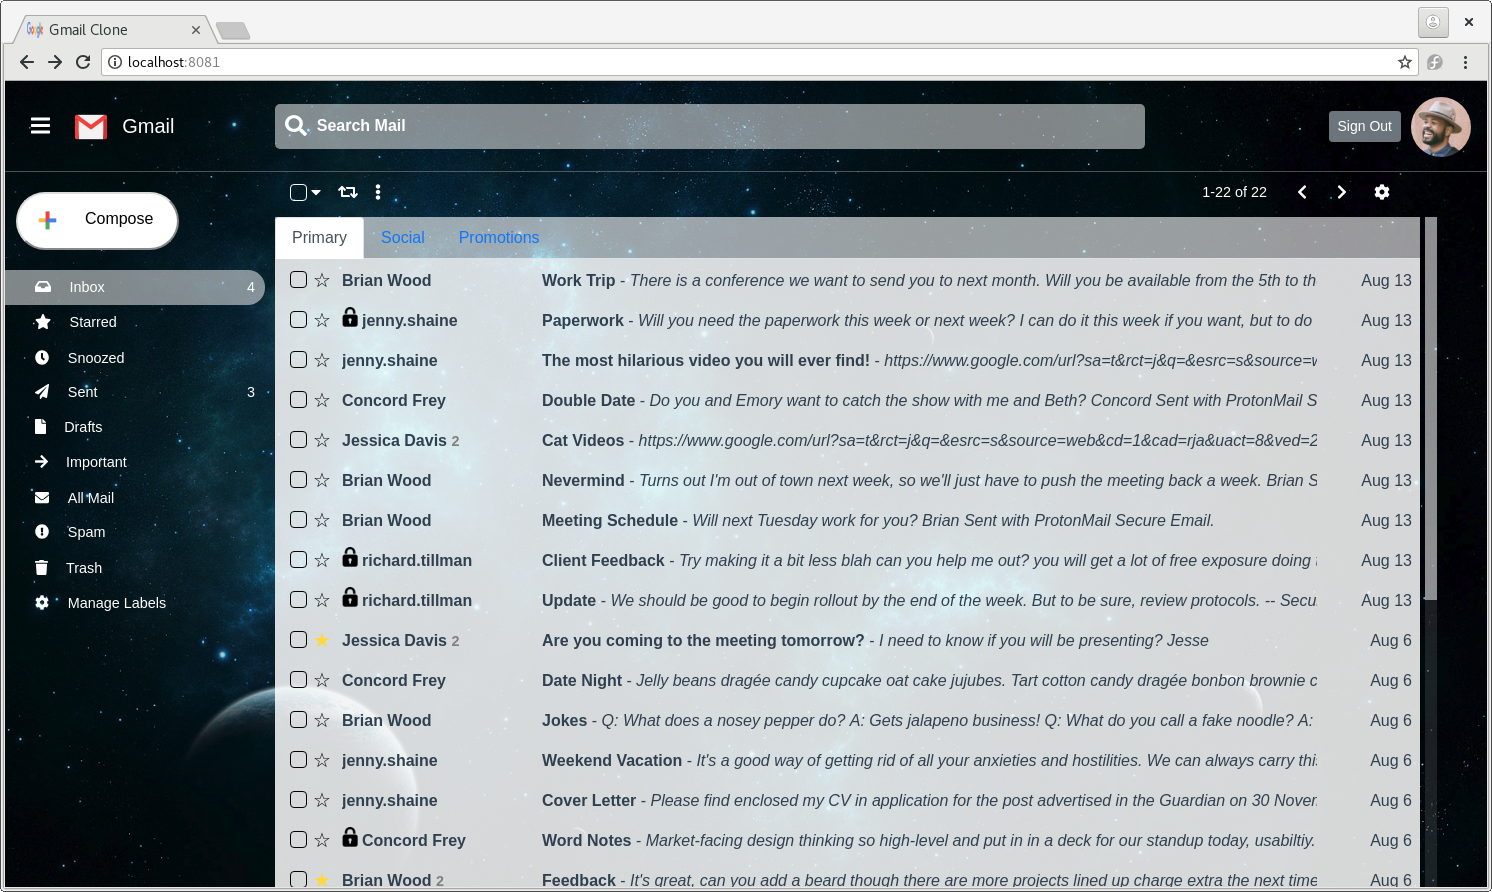 Gmail Clone
localhost:8081
Gmail
Search Mail
Sign Out
Compose
1-22 of 22
Primary Social Promotions
Inbox 4
Starred
Snoozed
Sent 3
Drafts
Important
All Mail
Spam
Trash
Manage Labels
Brian Wood Work Trip - There is a conference we want to send you to next month. Will you be available from the 5th to th Aug 13
jenny.shaine Paperwork - Will you need the paperwork this week or next week? I can do it this week if you want, but to do Aug 13
jenny.shaine The most hilarious video you will ever find! - https://www.google.com/url?sa=t&rct=j&q=&esrc=s&source=w Aug 13
Concord Frey Double Date - Do you and Emory want to catch the show with me and Beth? Concord Sent with ProtonMail S Aug 13
Jessica Davis 2 Cat Videos - https://www.google.com/url?sa=t&rct=j&q=&esrc=s&source=web&cd=1&cad=rja&uact=8&ved=2 Aug 13
Brian Wood Nevermind - Turns out I'm out of town next week, so we'll just have to push the meeting back a week. Brian S Aug 13
Brian Wood Meeting Schedule - Will next Tuesday work for you? Brian Sent with ProtonMail Secure Email. Aug 13
richard.tillman Client Feedback - Try making it a bit less blah can you help me out? you will get a lot of free exposure doing Aug 13
richard.tillman Update - We should be good to begin rollout by the end of the week. But to be sure, review protocols. -- Secu Aug 13
Jessica Davis 2 Are you coming to the meeting tomorrow? - I need to know if you will be presenting? Jesse Aug 6
Concord Frey Date Night - Jelly beans dragée candy cupcake oat cake jujubes. Tart cotton candy dragée bonbon brownie c Aug 6
Brian Wood Jokes - Q: What does a nosey pepper do? A: Gets jalapeno business! Q: What do you call a fake noodle? A: Aug 6
jenny.shaine Weekend Vacation - It's a good way of getting rid of all your anxieties and hostilities. We can always carry thi Aug 6
jenny.shaine Cover Letter - Please find enclosed my CV in application for the post advertised in the Guardian on 30 Nover Aug 6
Concord Frey Word Notes - Market-facing design thinking so high-level and put in in a deck for our standup today, usabiltiy. Aug 6
Brian Wood 2 Feedback - It's great, can you add a beard though there are more projects lined up charge extra the next time Aug 6